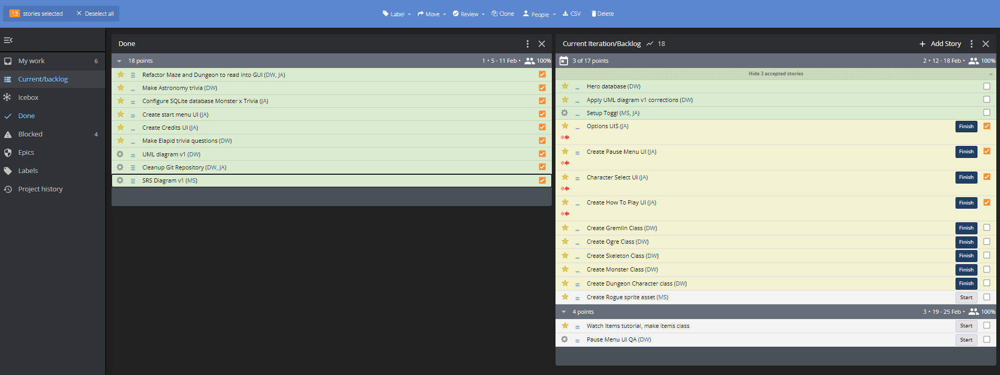 13 stories selected Deselect all
Label Move Review Clone People CSV Delete
My work 6
Current/backlog
Icebox
Done
Blocked 4
Epics
Labels
Project history
Done
18 points 1 • 5 - 11 Feb • 100%
Refactor Maze and Dungeon to read into GUI (DW, JA)
Make Astronomy trivia (DW)
Configure SQLite database Monster x Trivia (JA)
Create start menu UI (JA)
Create Credits UI (JA)
Make Elapid trivia questions (DW)
UML diagram v1 (DW)
Cleanup Git Repository (DW, JA)
SRS Diagram v1 (MS)
Current Iteration/Backlog 18 + Add Story
3 of 17 points 2 • 12 - 18 Feb • 100%
Hide 3 accepted stories
Hero database (DW)
Apply UML diagram v1 corrections (DW)
Setup Toggl (MS, JA)
Options UIS (JA) Finish
Create Pause Menu UI (JA) Finish
Character Select UI (JA) Finish
Create How To Play UI (JA) Finish
Create Gremlin Class (DW) Finish
Create Ogre Class (DW) Finish
Create Skeleton Class (DW) Finish
Create Monster Class (DW) Finish
Create Dungeon Character class (DW) Finish
Create Rogue sprite asset (MS) Start
4 points 3 • 19 - 25 Feb • 100%
Watch Items tutorial, make items class Start
Pause Menu UI QA (DW) Start